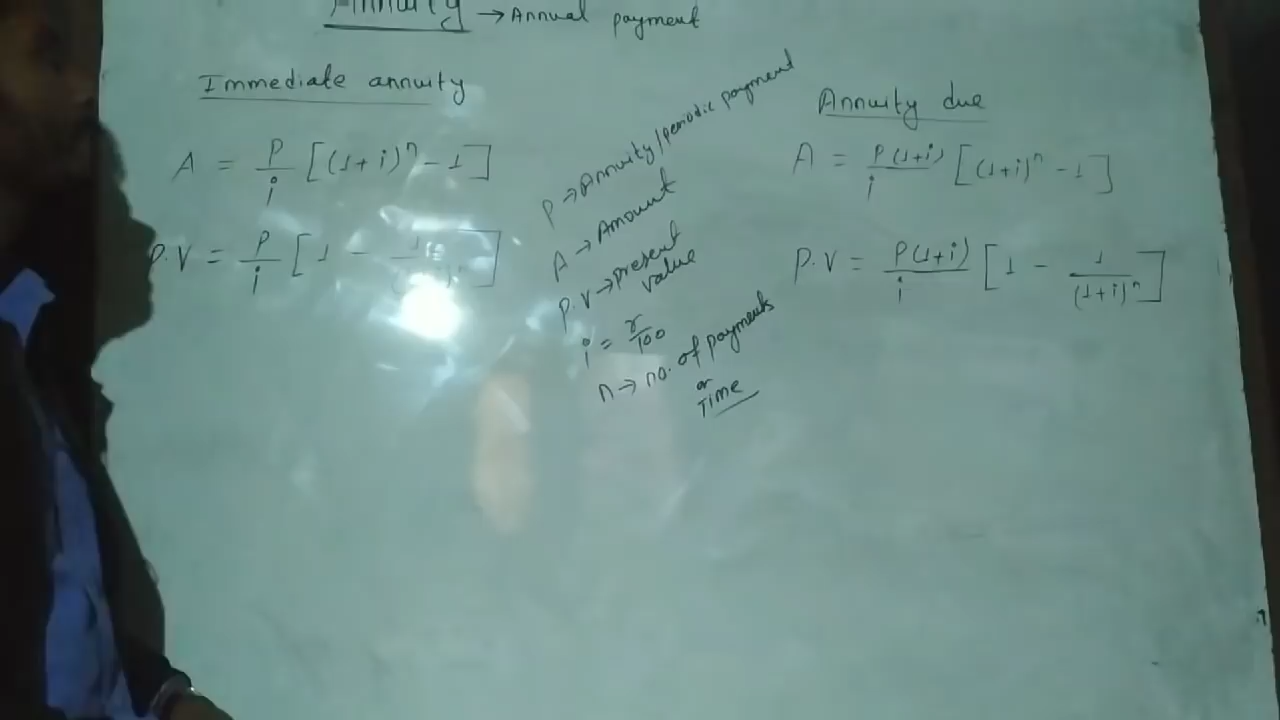 Annuity → Annual payment
Immediate annuity
A = P/i [(1+i)^n - 1]
P.V = P/i [1 -
P → Annuity/periodic payment
A → Amount
P.V → present value
i = r/100
n → no. of payments
or
Time
Annuity due
A = P(1+i)/i [(1+i)^n - 1]
P.V = P(1+i)/i [1 - 1/(1+i)^n]